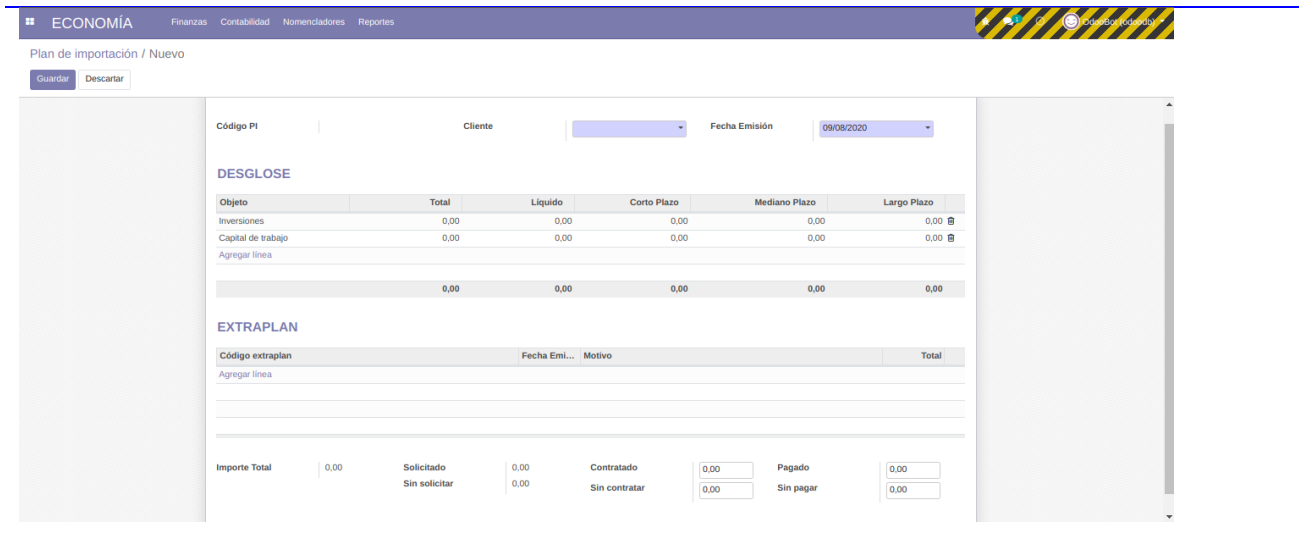 ECONOMÍA Finanzas Contabilidad Nomencladores Reportes 1 OdooBot (odoodb)
Plan de importación / Nuevo
Guardar Descartar
Código PI Cliente Fecha Emisión 09/08/2020
DESGLOSE
Objeto Total Líquido Corto Plazo Mediano Plazo Largo Plazo
Inversiones 0,00 0,00 0,00 0,00 0,00
Capital de trabajo 0,00 0,00 0,00 0,00 0,00
Agregar línea
0,00 0,00 0,00 0,00 0,00
EXTRAPLAN
Código extraplan Fecha Emi... Motivo Total
Agregar línea
Importe Total 0,00 Solicitado 0,00 Contratado 0,00 Pagado 0,00
Sin solicitar 0,00 Sin contratar 0,00 Sin pagar 0,00